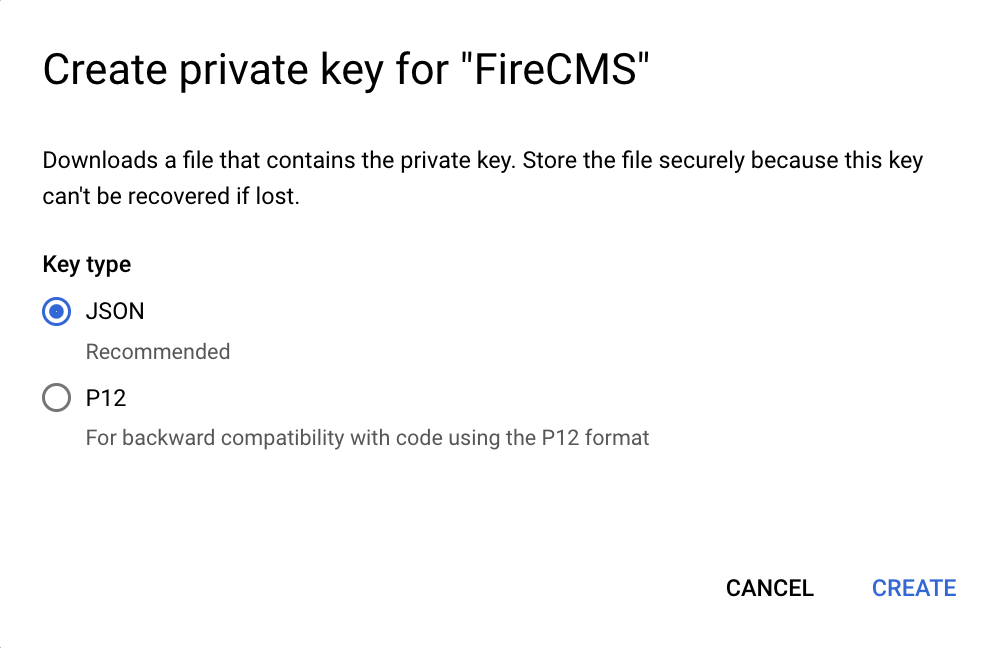 Create private key for "FireCMS"
Downloads a file that contains the private key. Store the file securely because this key
can't be recovered if lost.
Key type
JSON
Recommended
P12
For backward compatibility with code using the P12 format
CANCEL
CREATE